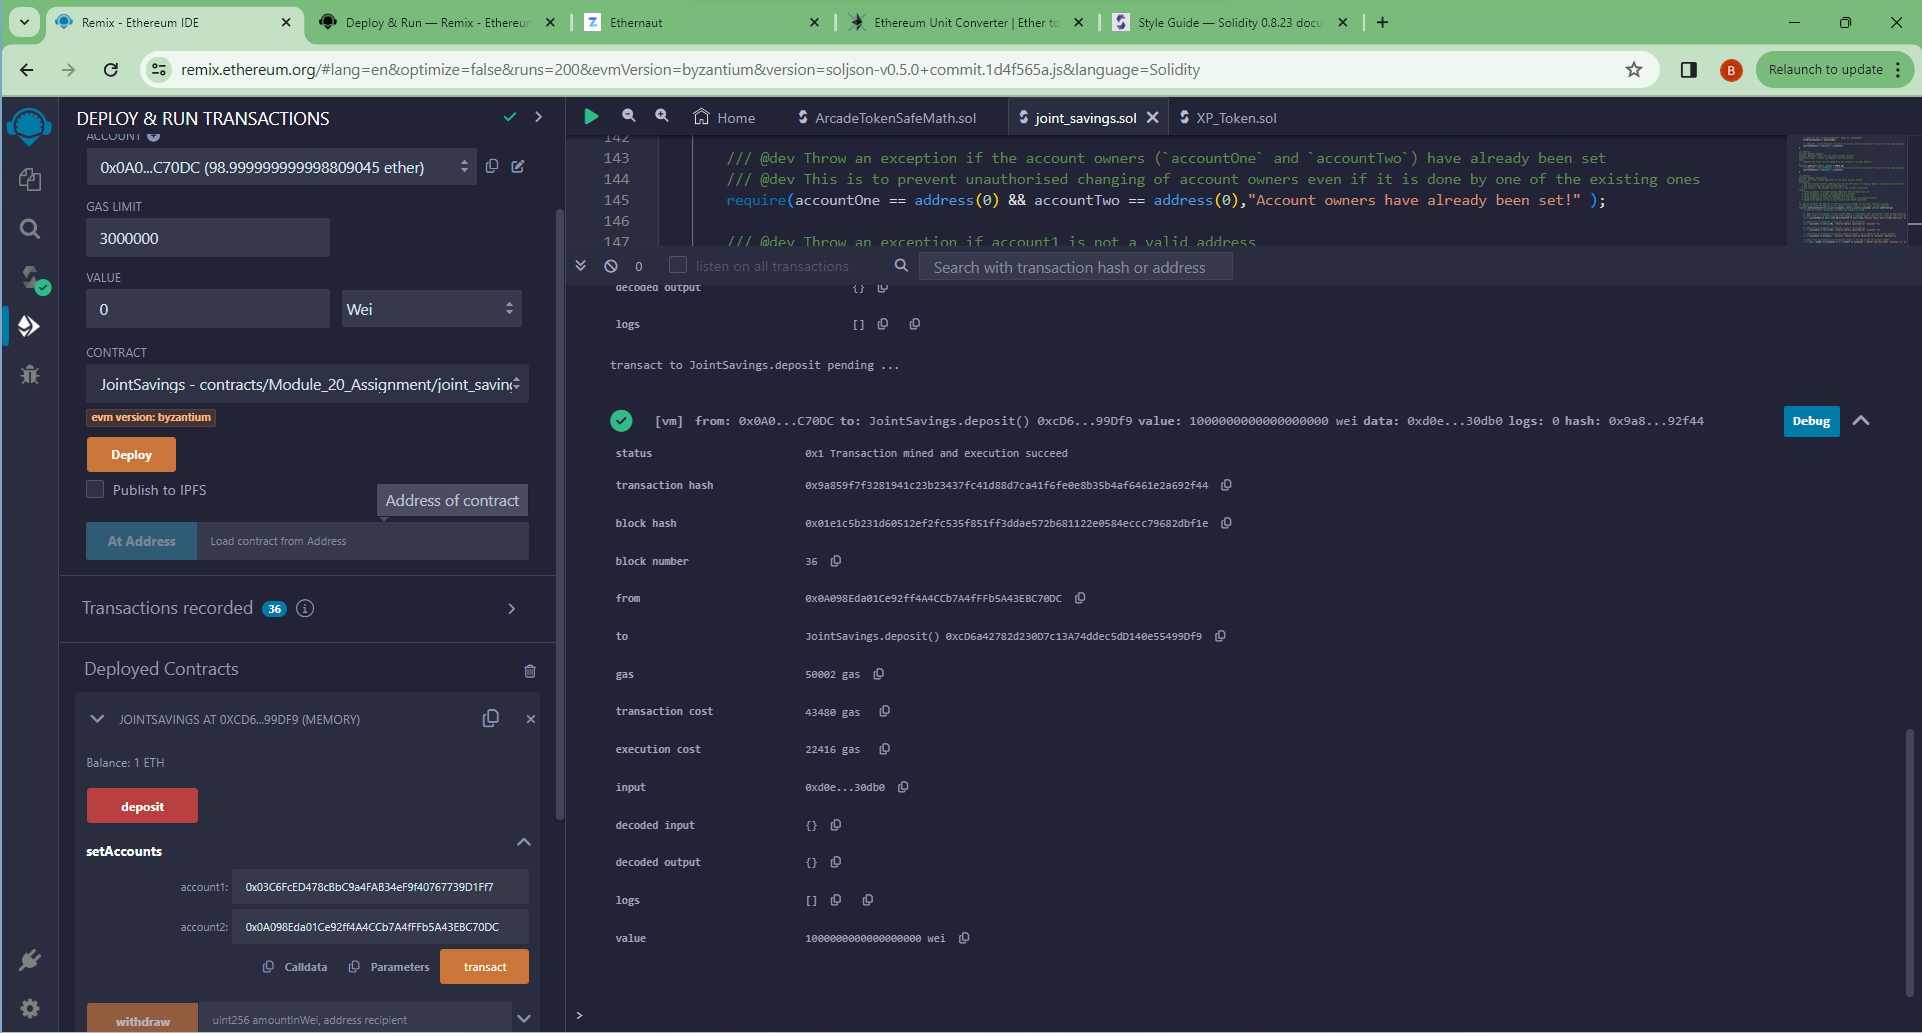 Remix - Ethereum IDE
Deploy & Run — Remix - Ethereum
Ethernaut
Ethereum Unit Converter | Ether to
Style Guide — Solidity 0.8.23 docu
remix.ethereum.org/#lang=en&optimize=false&runs=200&evmVersion=byzantium&version=soljson-v0.5.0+commit.1d4f565a.js&language=Solidity
B
Relaunch to update
DEPLOY & RUN TRANSACTIONS
ACCOUNT
0x0A0...C70DC (98.999999999998809045 ether)
GAS LIMIT
3000000
VALUE
0
Wei
CONTRACT
JointSavings - contracts/Module_20_Assignment/joint_saving
evm version: byzantium
Deploy
Publish to IPFS
Address of contract
At Address
Load contract from Address
Transactions recorded 36 i
Deployed Contracts
JOINTSAVINGS AT 0XCD6...99DF9 (MEMORY)
Balance: 1 ETH
deposit
setAccounts
account1: 0x03C6FcED478cBbC9a4FAB34eF9f40767739D1Ff7
account2: 0x0A098Eda01Ce92ff4A4CCb7A4fFFb5A43EBC70DC
Calldata
Parameters
transact
withdraw
uint256 amountInWei, address recipient
Home
ArcadeTokenSafeMath.sol
joint_savings.sol
XP_Token.sol
142
143 /// @dev Throw an exception if the account owners (`accountOne` and `accountTwo`) have already been set
144 /// @dev This is to prevent unauthorised changing of account owners even if it is done by one of the existing ones
145 require(accountOne == address(0) && accountTwo == address(0),"Account owners have already been set!" );
146
147 /// @dev Throw an exception if account1 is not a valid address
0
listen on all transactions
Search with transaction hash or address
decoded output {}
logs []
transact to JointSavings.deposit pending ...
[vm] from: 0x0A0...C70DC to: JointSavings.deposit() 0xcD6...99Df9 value: 1000000000000000000 wei data: 0xd0e...30db0 logs: 0 hash: 0x9a8...92f44
Debug
status 0x1 Transaction mined and execution succeed
transaction hash 0x9a859f7f3281941c23b23437fc41d88d7ca41f6fe0e8b35b4af6461e2a692f44
block hash 0x01e1c5b231d60512ef2fc535f851ff3ddae572b681122e0584eccc79682dbf1e
block number 36
from 0x0A098Eda01Ce92ff4A4CCb7A4fFFb5A43EBC70DC
to JointSavings.deposit() 0xcD6a42782d230D7c13A74ddec5dD140e55499Df9
gas 50002 gas
transaction cost 43480 gas
execution cost 22416 gas
input 0xd0e...30db0
decoded input {}
decoded output {}
logs []
value 1000000000000000000 wei
>